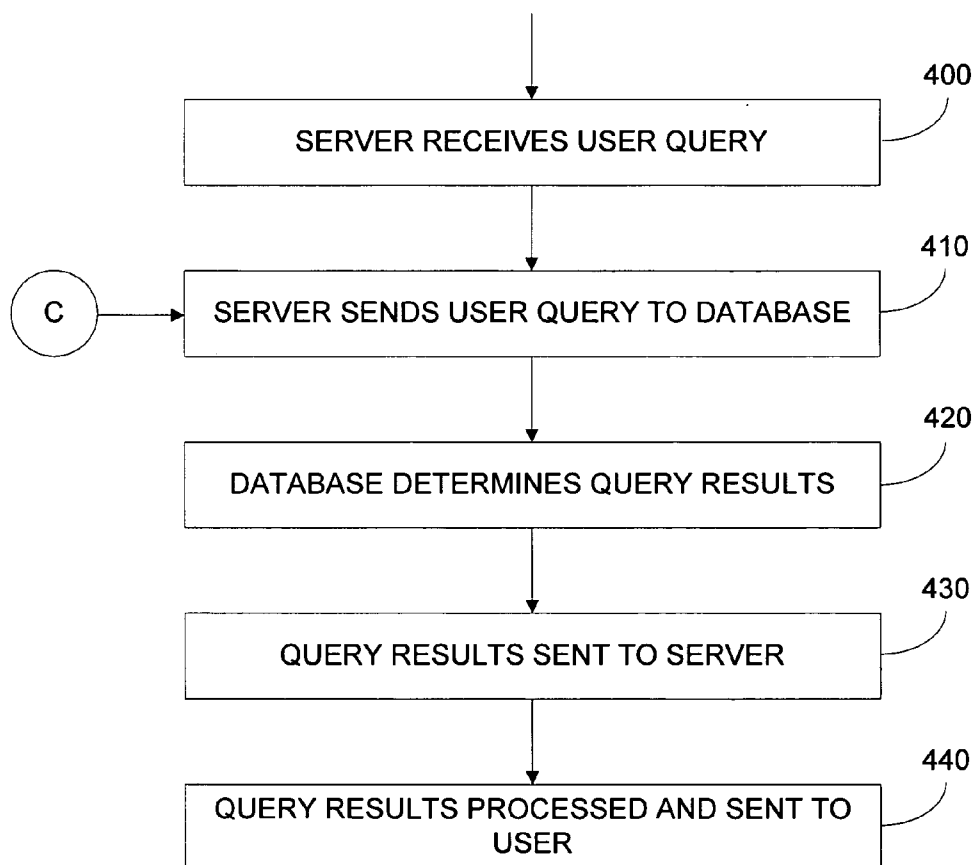 400
SERVER RECEIVES USER QUERY
410
C
SERVER SENDS USER QUERY TO DATABASE
420
DATABASE DETERMINES QUERY RESULTS
430
QUERY RESULTS SENT TO SERVER
440
QUERY RESULTS PROCESSED AND SENT TO
USER